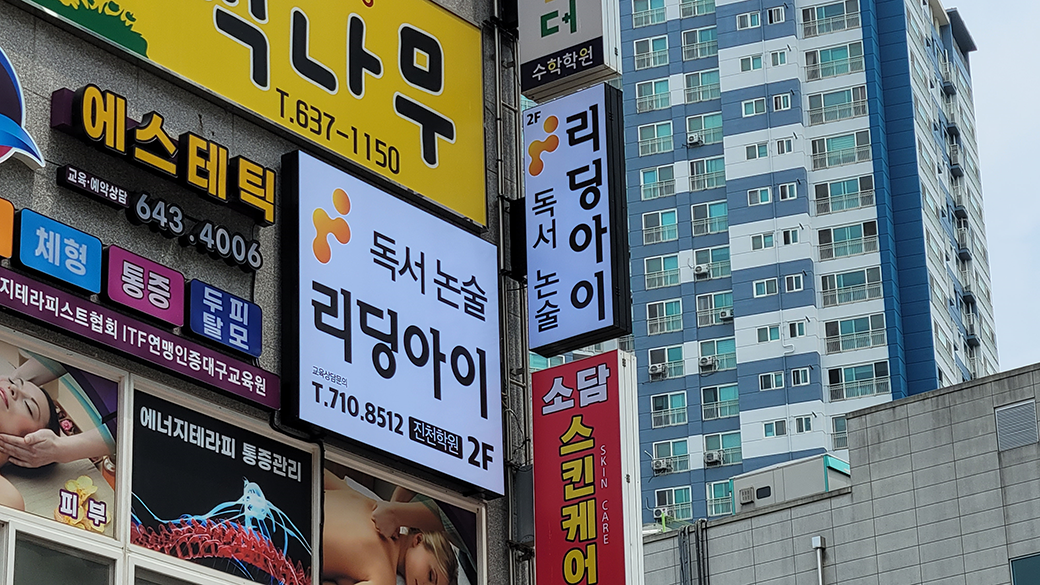 나무
T.637-1150
터
수학학원
에스테틱
교육·예약상담 643.4006
체형
통증
두피
탈모
지테라피스트협회 ITF연맹인증대구교육원
독서 논술
리딩아이
교육상담문의
T.710.8512 진천학원 2F
2F
리딩아이
독서 논술
소담
스킨케어
SKIN CARE
에너지테라피 통증관리
피부